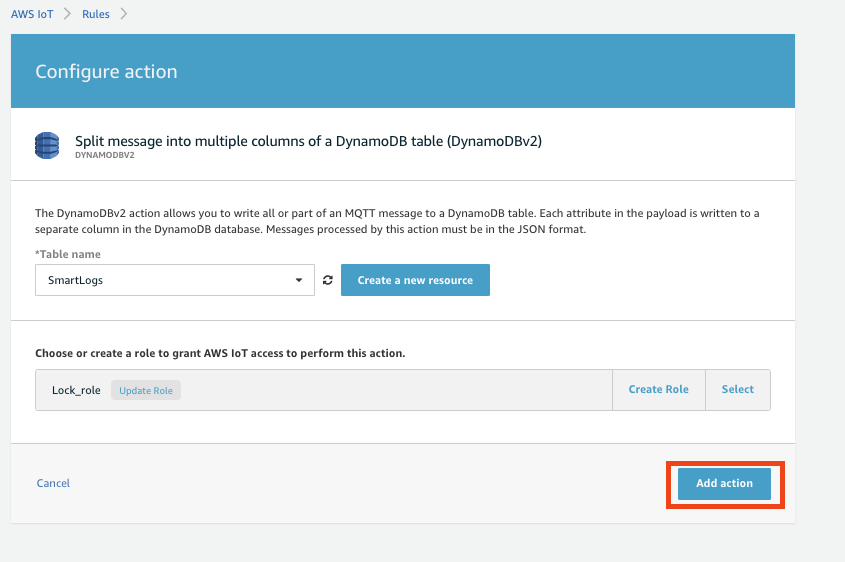 AWS IoT
Rules
Configure action
Split message into multiple columns of a DynamoDB table (DynamoDBv2)
DYNAMODBV2
The DynamoDBv2 action allows you to write all or part of an MQTT message to a DynamoDB table. Each attribute in the payload is written to a
separate column in the DynamoDB database. Messages processed by this action must be in the JSON format.
*Table name
SmartLogs
Create a new resource
Choose or create a role to grant AWS IoT access to perform this action.
Lock_role Update Role Create Role Select
Cancel
Add action